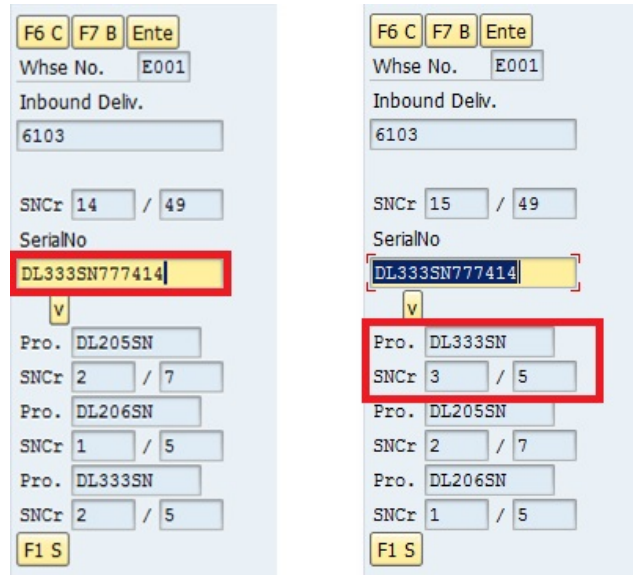 F6 C F7 B Ente
Whse No. E001
Inbound Deliv.
6103
SNCr 14 / 49
SerialNo
DL333SN777414
v
Pro. DL205SN
SNCr 2 / 7
Pro. DL206SN
SNCr 1 / 5
Pro. DL333SN
SNCr 2 / 5
F1 S
F6 C F7 B Ente
Whse No. E001
Inbound Deliv.
6103
SNCr 15 / 49
SerialNo
DL333SN777414
v
Pro. DL333SN
SNCr 3 / 5
Pro. DL205SN
SNCr 2 / 7
Pro. DL206SN
SNCr 1 / 5
F1 S